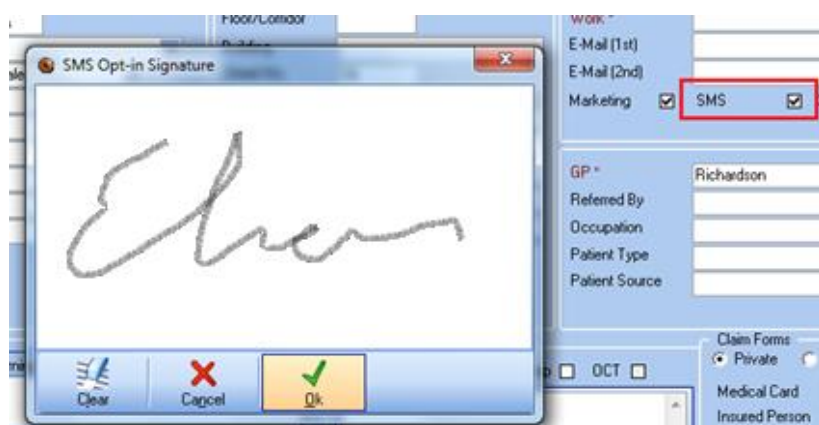 Floor/Corridor
Work *
SMS Opt-in Signature
E-Mail (1st)
E-Mail (2nd)
Marketing SMS
GP * Richardson
Referred By
Occupation
Patient Type
Patient Source
Clear Cancel Ok
OCT
Claim Forms
Private
Medical Card
Insured Person